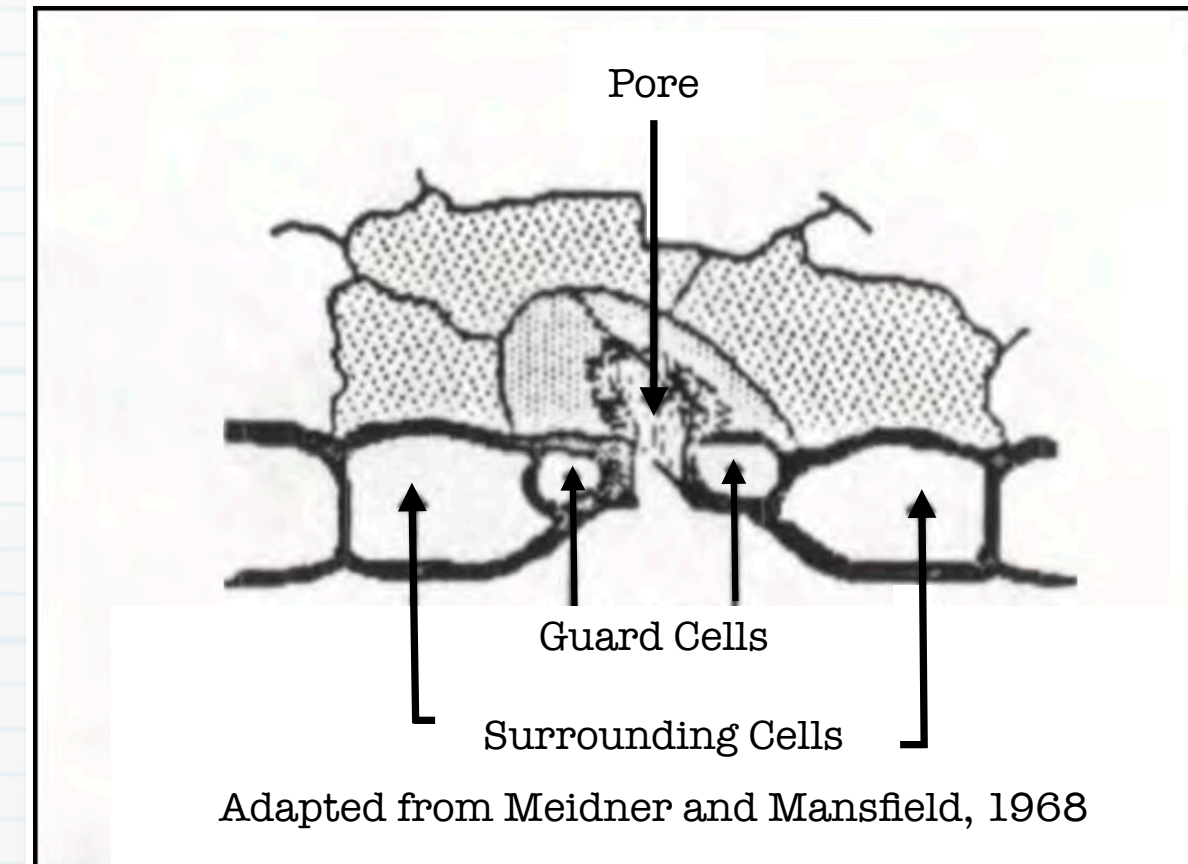 Pore
Guard Cells
Surrounding Cells
Adapted from Meidner and Mansfield, 1968